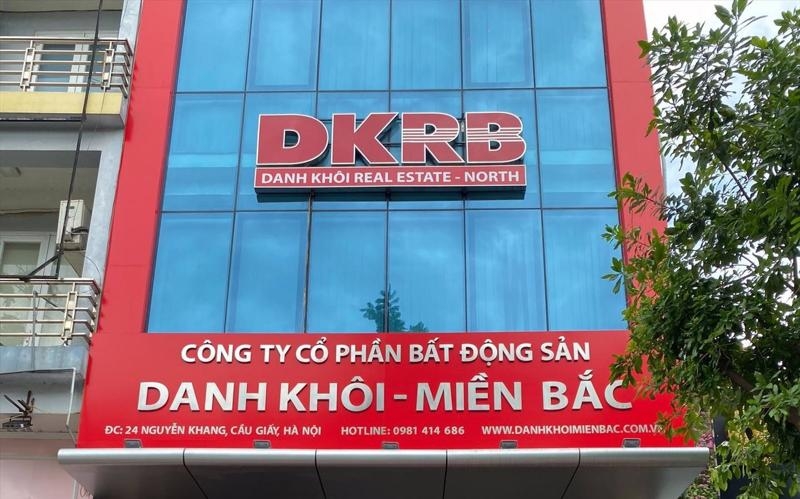 DKRB
DANH KHÔI REAL ESTATE - NORTH
CÔNG TY CỔ PHẦN BẤT ĐỘNG SẢN
DANH KHÔI - MIỀN BẮC
ĐC: 24 NGUYỄN KHANG, CẦU GIẤY, HÀ NỘI HOTLINE: 0981 414 686 WWW.DANHKHOIMIENBAC.COM.V